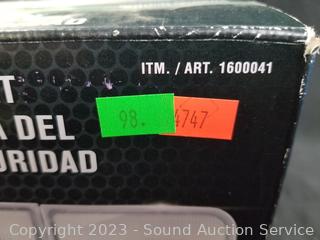 ITM. / ART. 1600041
T
98. 4747
A DEL
URIDAD
Copyright 2023 - Sound Auction Service